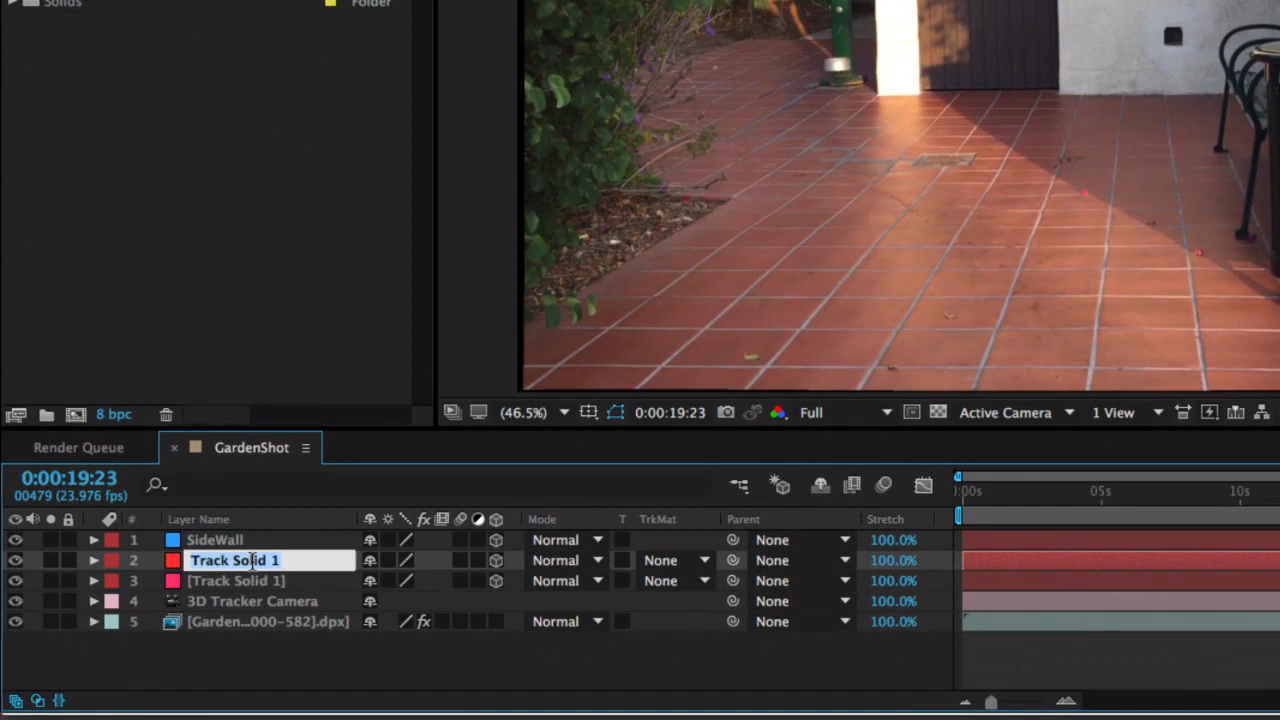 Solids Folder
8 bpc (46.5%) 0:00:19:23 Full Active Camera 1 View
Render Queue × GardenShot
0:00:19:23
00479 (23.976 fps) :00s 05s 10s
# Layer Name Mode T TrkMat Parent Stretch
1 SideWall Normal None 100.0%
2 Track Solid 1 Normal None None 100.0%
3 [Track Solid 1] Normal None None 100.0%
4 3D Tracker Camera None 100.0%
5 [Garden...000-582].dpx] Normal None 100.0%